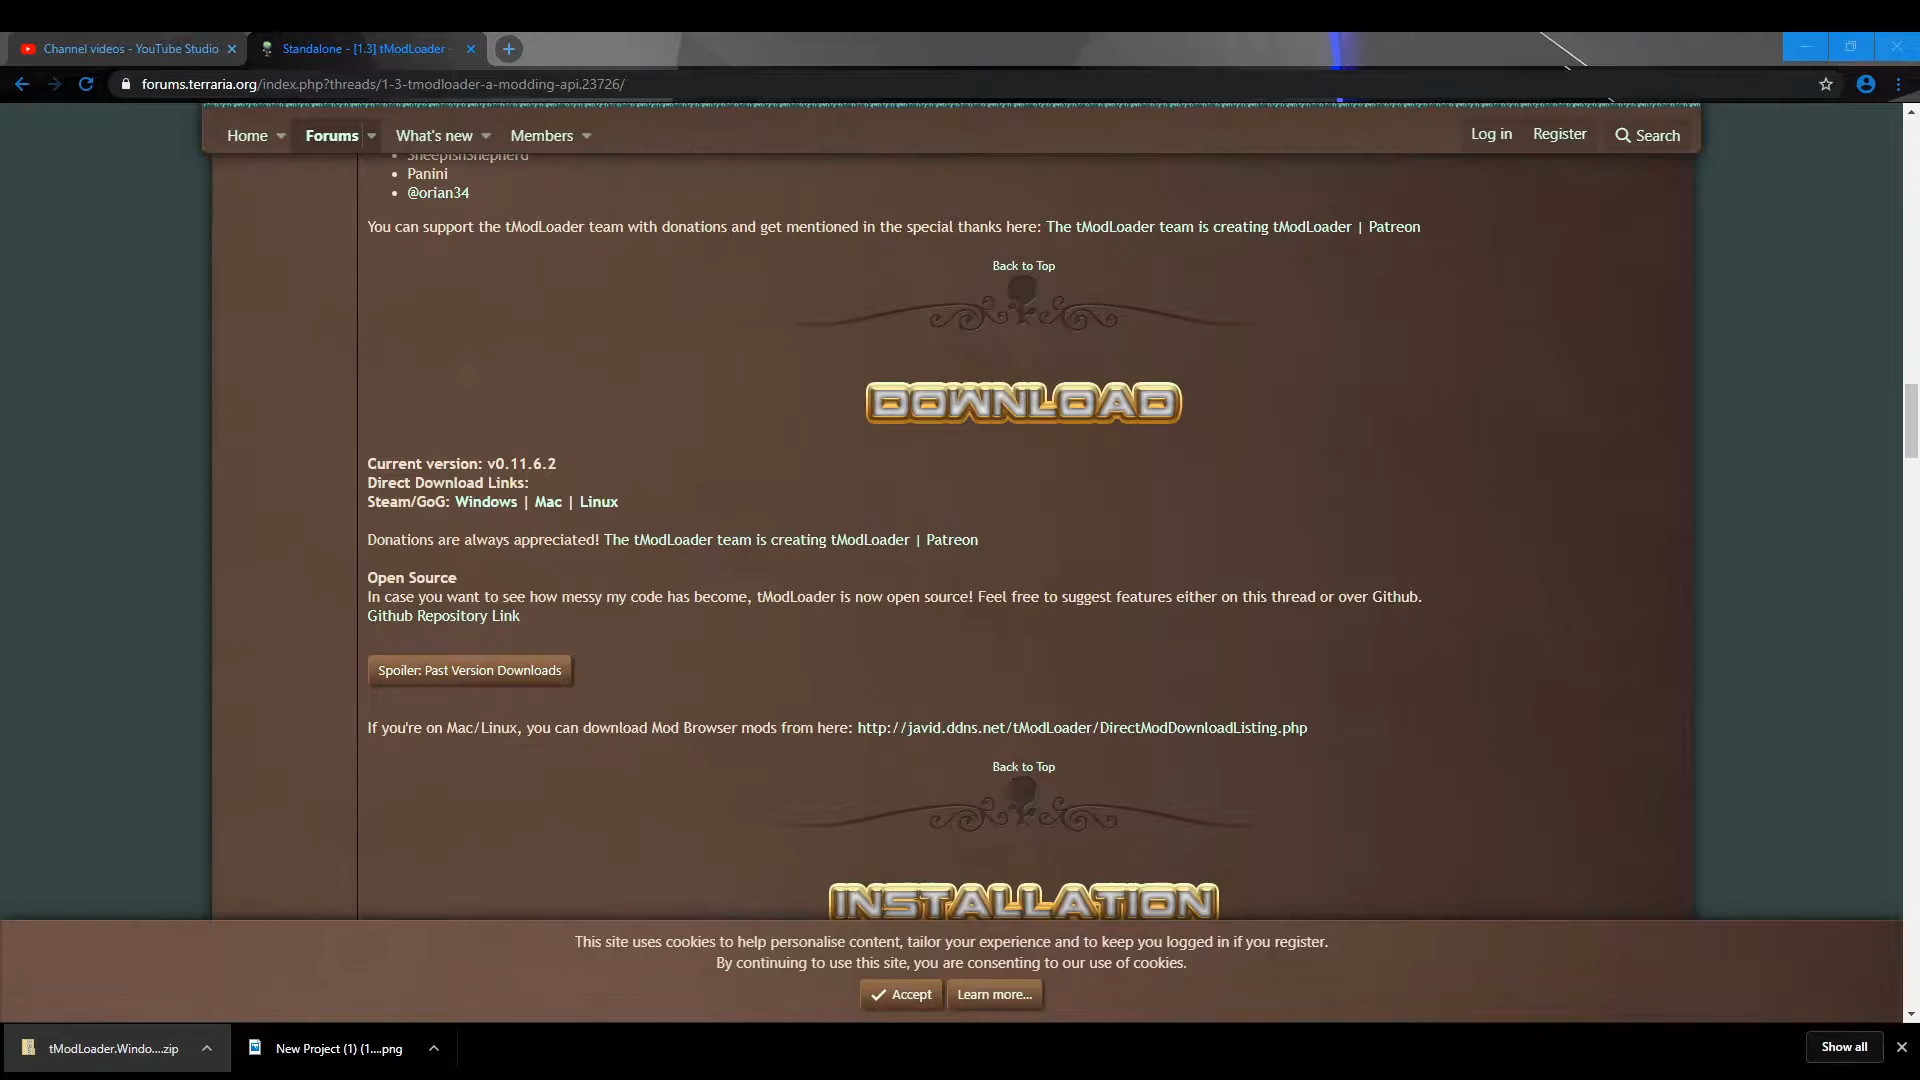 Channel videos - YouTube Studio
Standalone - [1.3] tModLoader -
forums.terraria.org/index.php?threads/1-3-tmodloader-a-modding-api.23726/
Home Forums What's new Members Log in Register Search
SheepishShepherd
Panini
@orian34
You can support the tModLoader team with donations and get mentioned in the special thanks here: The tModLoader team is creating tModLoader | Patreon
Back to Top
DOWNLOAD
Current version: v0.11.6.2
Direct Download Links:
Steam/GoG: Windows | Mac | Linux
Donations are always appreciated! The tModLoader team is creating tModLoader | Patreon
Open Source
In case you want to see how messy my code has become, tModLoader is now open source! Feel free to suggest features either on this thread or over Github.
Github Repository Link
Spoiler: Past Version Downloads
If you're on Mac/Linux, you can download Mod Browser mods from here: http://javid.ddns.net/tModLoader/DirectModDownloadListing.php
Back to Top
INSTALLATION
This site uses cookies to help personalise content, tailor your experience and to keep you logged in if you register.
By continuing to use this site, you are consenting to our use of cookies.
Accept Learn more...
tModLoader.Windo....zip New Project (1) (1....png Show all